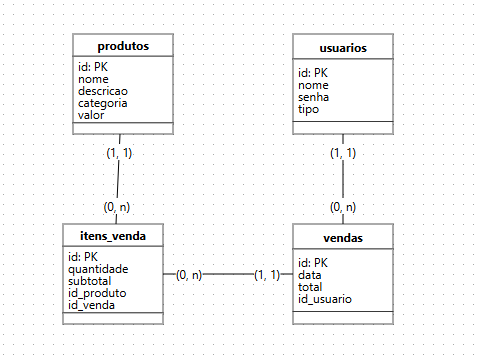 produtos
id: PK
nome
descricao
categoria
valor
usuarios
id: PK
nome
senha
tipo
(1, 1)
(1, 1)
(0, n)
(0, n)
itens_venda
id: PK
quantidade
subtotal
id_produto
id_venda
(0, n)
(1, 1)
vendas
id: PK
data
total
id_usuario